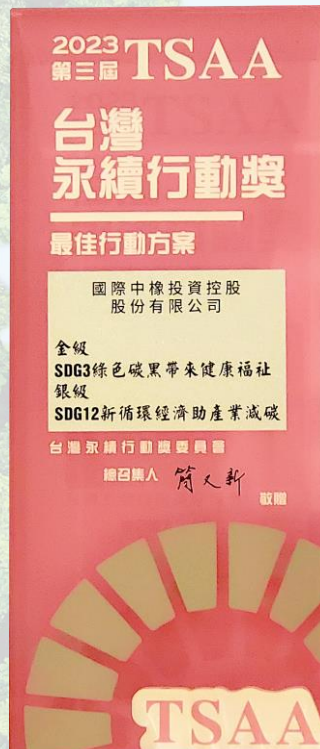 2023
第三屆 TSAA
台灣
永續行動獎
最佳行動方案
國際中橡投資控股
股份有限公司
金級
SDG3綠色碳黑帶來健康福祉
銀級
SDG12新循環經濟助產業減碳
台灣永續行動獎委員會
總召集人 簡又新
敬贈
TSAA